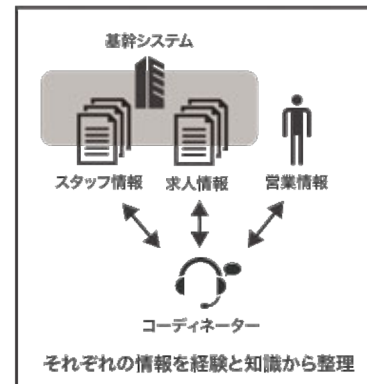 基幹システム
スタッフ情報 求人情報 営業情報
コーディネーター
それぞれの情報を経験と知識から整理